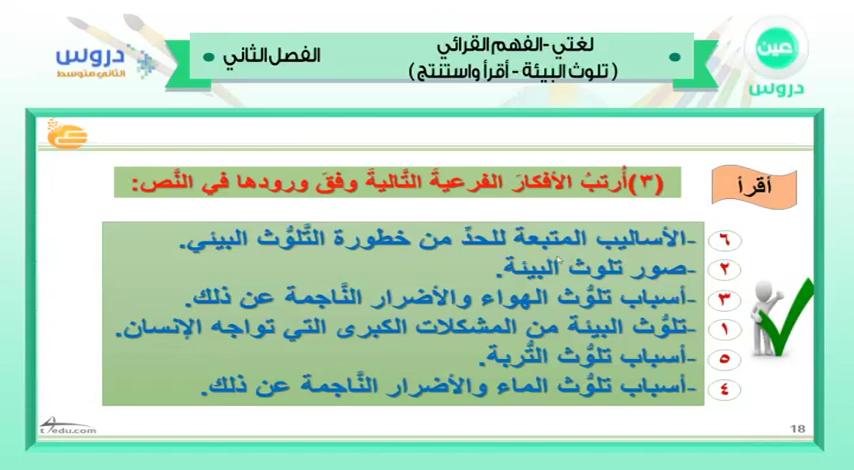 لغتي -الفهم القرائي
(تلوث البيئة - أقرأ واستنتج)
الفصل الثاني
عين
دروس
دروس
الثاني متوسط
أقرأ
(٣)أُرتبُ الأفكارَ الفرعيةَ التَّاليةَ وفقَ ورودها في النَّص:
٦ -الأساليب المتبعة للحدِّ من خطورة التَّلوُّث البيئي.
٢ -صور تلوث البيئة.
٣ -أسباب تلوُّث الهواء والأضرار النَّاجمة عن ذلك.
١ -تلوُّث البيئة من المشكلات الكبرى التي تواجه الإنسان.
٥ -أسباب تلوُّث التُّربة.
٤ -أسباب تلوُّث الماء والأضرار النَّاجمة عن ذلك.
t4edu.com
18